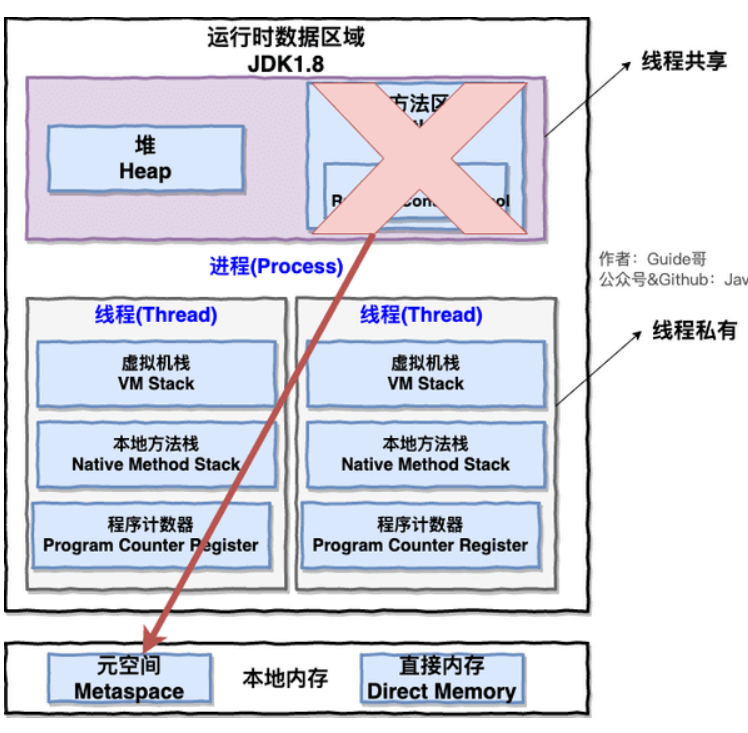 运行时数据区域
JDK1.8
线程共享
方法区
堆
Heap
进程(Process)
作者：Guide哥
公众号&Github：Jav
线程(Thread)
线程(Thread)
线程私有
虚拟机栈
VM Stack
虚拟机栈
VM Stack
本地方法栈
Native Method Stack
本地方法栈
Native Method Stack
程序计数器
Program Counter Register
程序计数器
Program Counter Register
元空间
Metaspace
本地内存
直接内存
Direct Memory